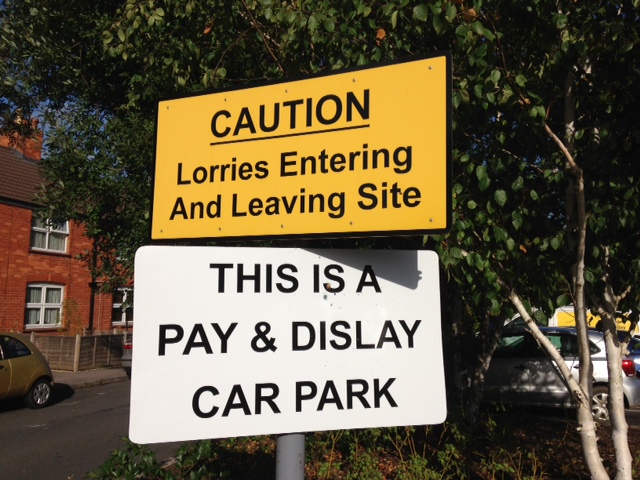 CAUTION
Lorries Entering
And Leaving Site
THIS IS A
PAY & DISLAY
CAR PARK